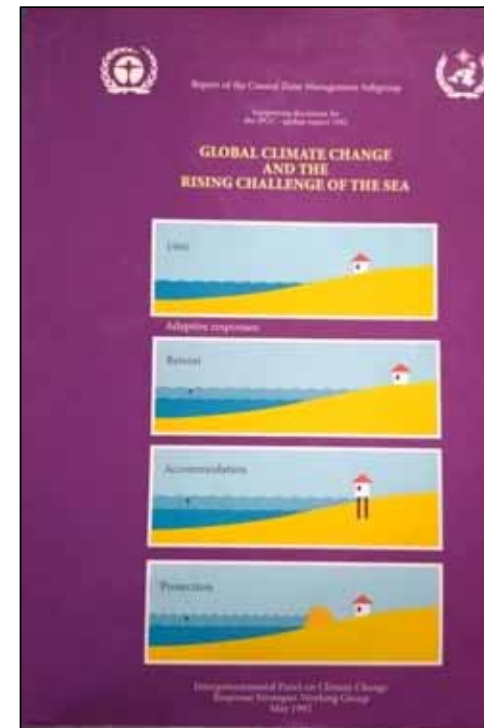 Report of the Coastal Zone Management Subgroup
Supporting document for
the IPCC update report 1992
GLOBAL CLIMATE CHANGE
AND THE
RISING CHALLENGE OF THE SEA
1990
Adaptive responses:
Retreat
Accommodation
Protection
Intergovernmental Panel on Climate Change
Response Strategies Working Group
May 1992